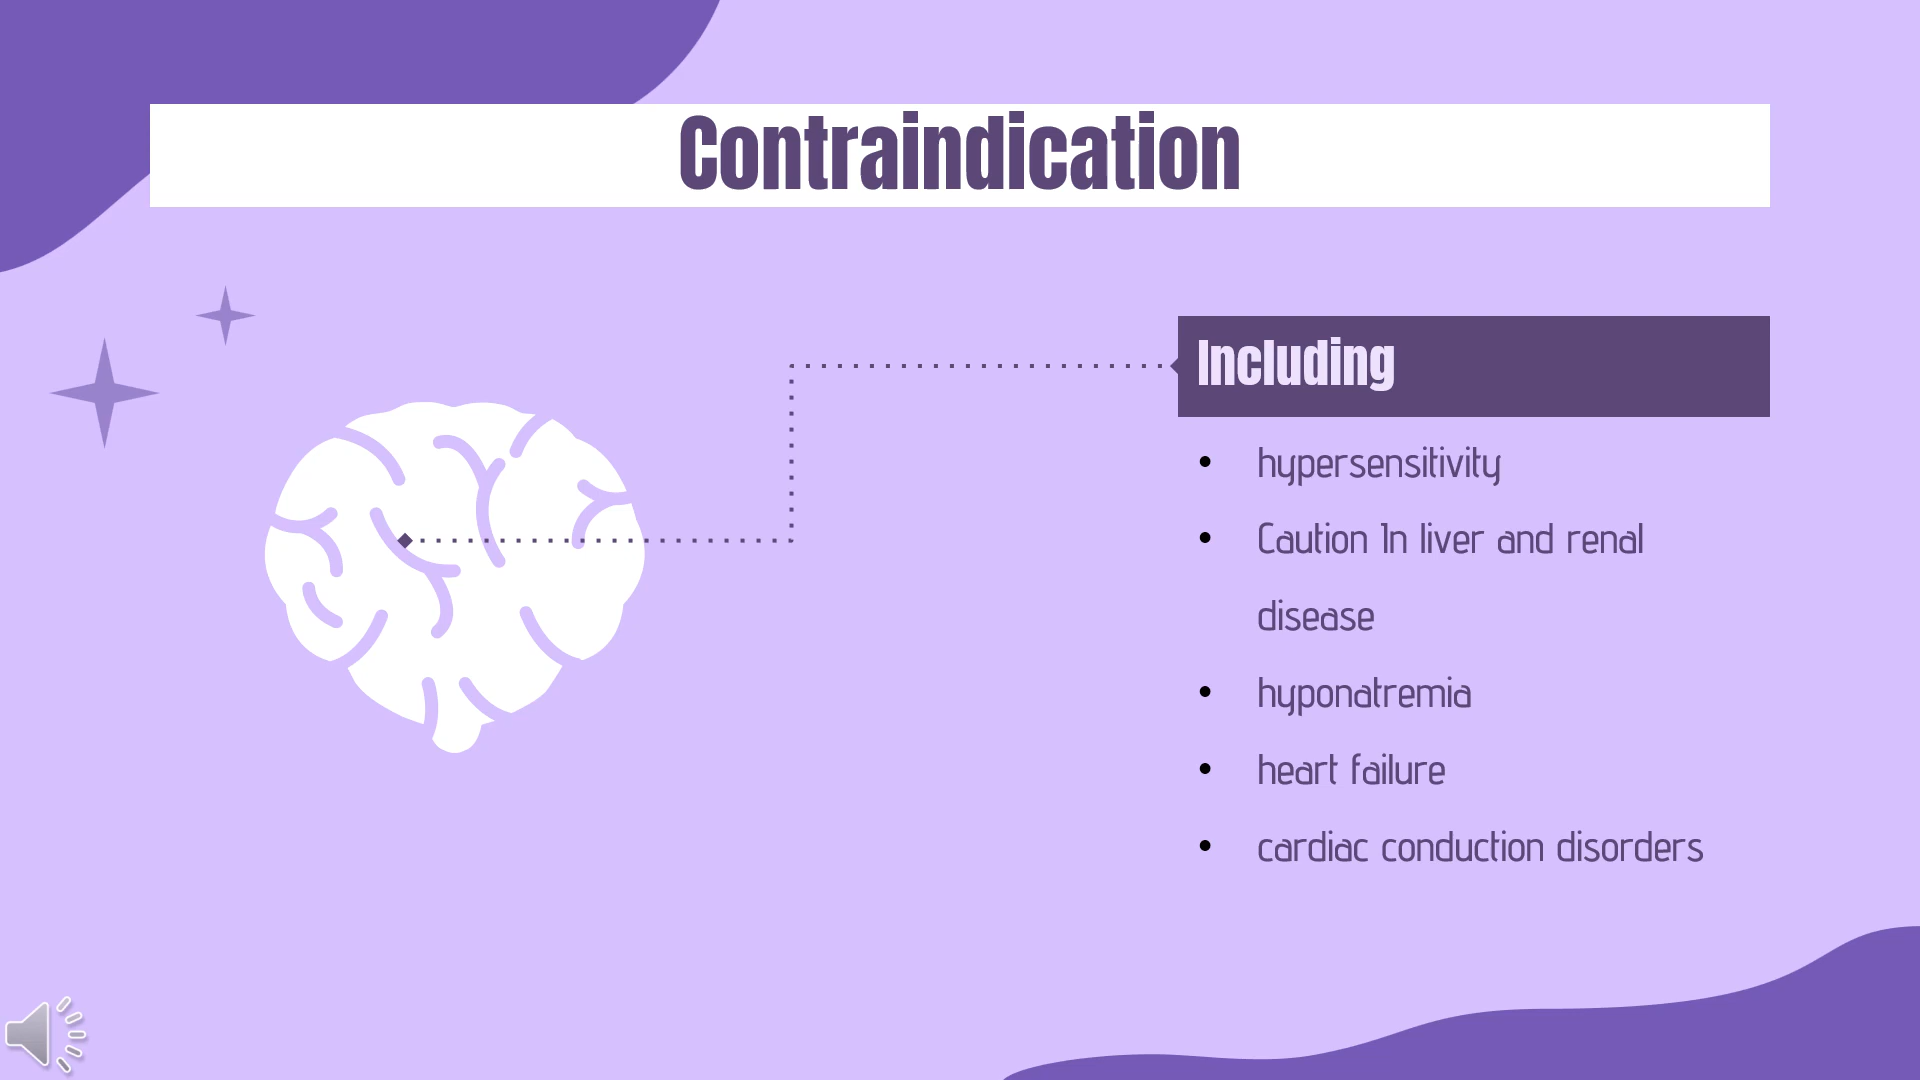 Contraindication
Including
• hypersensitivity
• Caution In liver and renal
disease
• hyponatremia
• heart failure
• cardiac conduction disorders